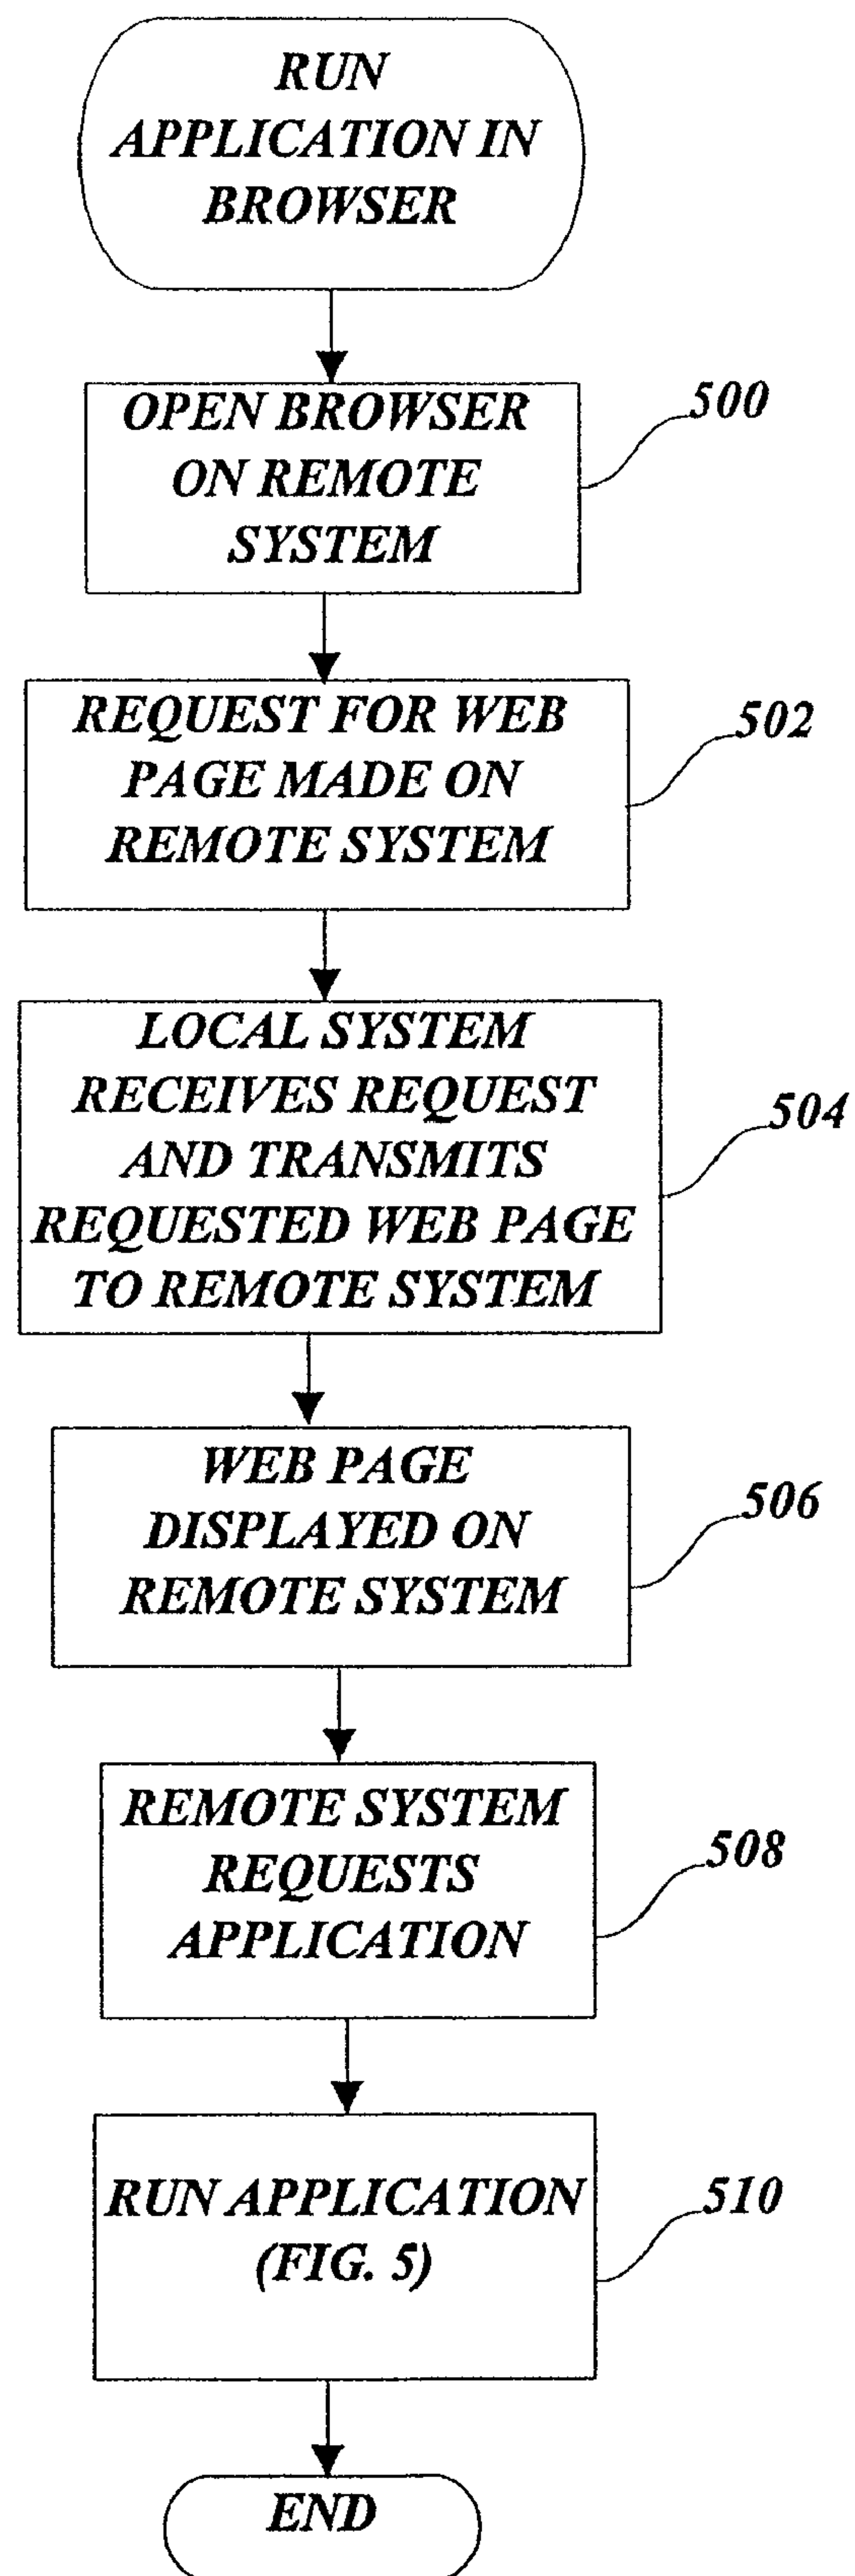 RUN
APPLICATION IN
BROWSER
OPEN BROWSER
ON REMOTE
SYSTEM
500
REQUEST FOR WEB
PAGE MADE ON
REMOTE SYSTEM
502
LOCAL SYSTEM
RECEIVES REQUEST
AND TRANSMITS
REQUESTED WEB PAGE
TO REMOTE SYSTEM
504
WEB PAGE
DISPLAYED ON
REMOTE SYSTEM
506
REMOTE SYSTEM
REQUESTS
APPLICATION
508
RUN APPLICATION
(FIG. 5)
510
END